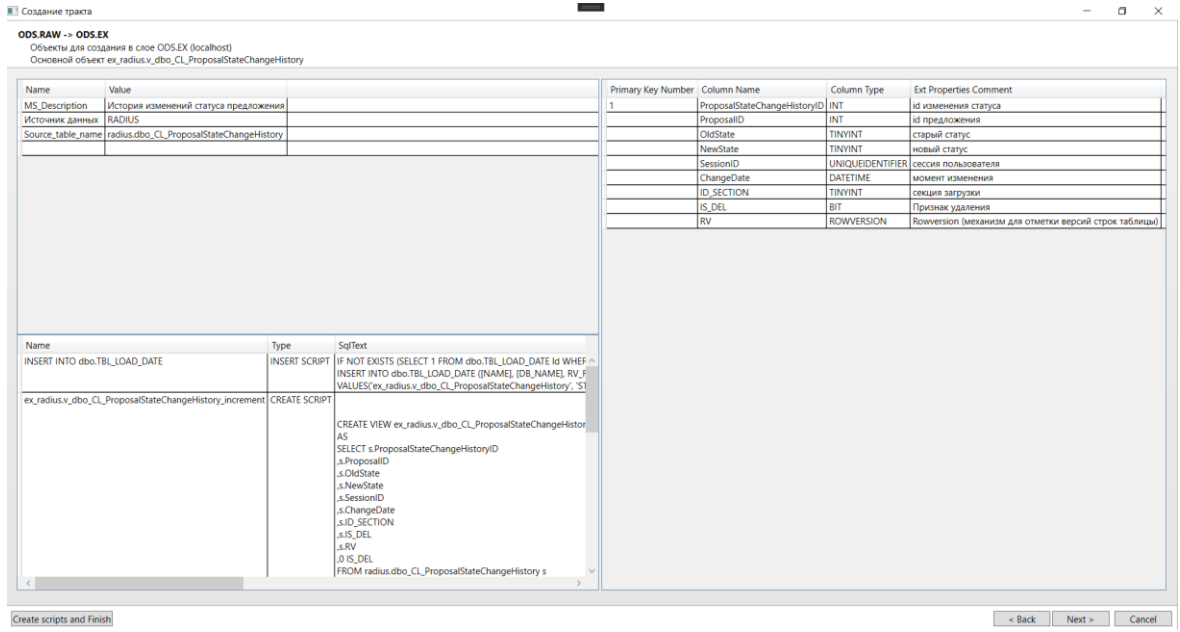 Создание тракта
ODS.RAW -> ODS.EX
Объекты для создания в слое ODS.EX (localhost)
Основной объект ex_radius.v_dbo_CL_ProposalStateChangeHistory
Name Value
MS_Description История изменений статуса предложения
Источник данных RADIUS
Source_table_name radius.dbo_CL_ProposalStateChangeHistory
Primary Key Number Column Name Column Type Ext Properties Comment
1 ProposalStateChangeHistoryID INT id изменения статуса
ProposalID INT id предложения
OldState TINYINT старый статус
NewState TINYINT новый статус
SessionID UNIQUEIDENTIFIER сессия пользователя
ChangeDate DATETIME момент изменения
ID_SECTION TINYINT секция загрузки
IS_DEL BIT Признак удаления
RV ROWVERSION Rowversion (механизм для отметки версий строк таблицы)
Name Type SqlText
INSERT INTO dbo.TBL_LOAD_DATE INSERT SCRIPT IF NOT EXISTS (SELECT 1 FROM dbo.TBL_LOAD_DATE ld WHER
INSERT INTO dbo.TBL_LOAD_DATE ([NAME], [DB_NAME], RV_F
VALUES('ex_radius.v_dbo_CL_ProposalStateChangeHistory', 'ST
ex_radius.v_dbo_CL_ProposalStateChangeHistory_increment CREATE SCRIPT
CREATE VIEW ex_radius.v_dbo_CL_ProposalStateChangeHistor
AS
SELECT s.ProposalStateChangeHistoryID
,s.ProposalID
,s.OldState
,s.NewState
,s.SessionID
,s.ChangeDate
,s.ID_SECTION
,s.IS_DEL
,s.RV
,0 IS_DEL
FROM radius.dbo_CL_ProposalStateChangeHistory s
Create scripts and Finish
< Back Next > Cancel